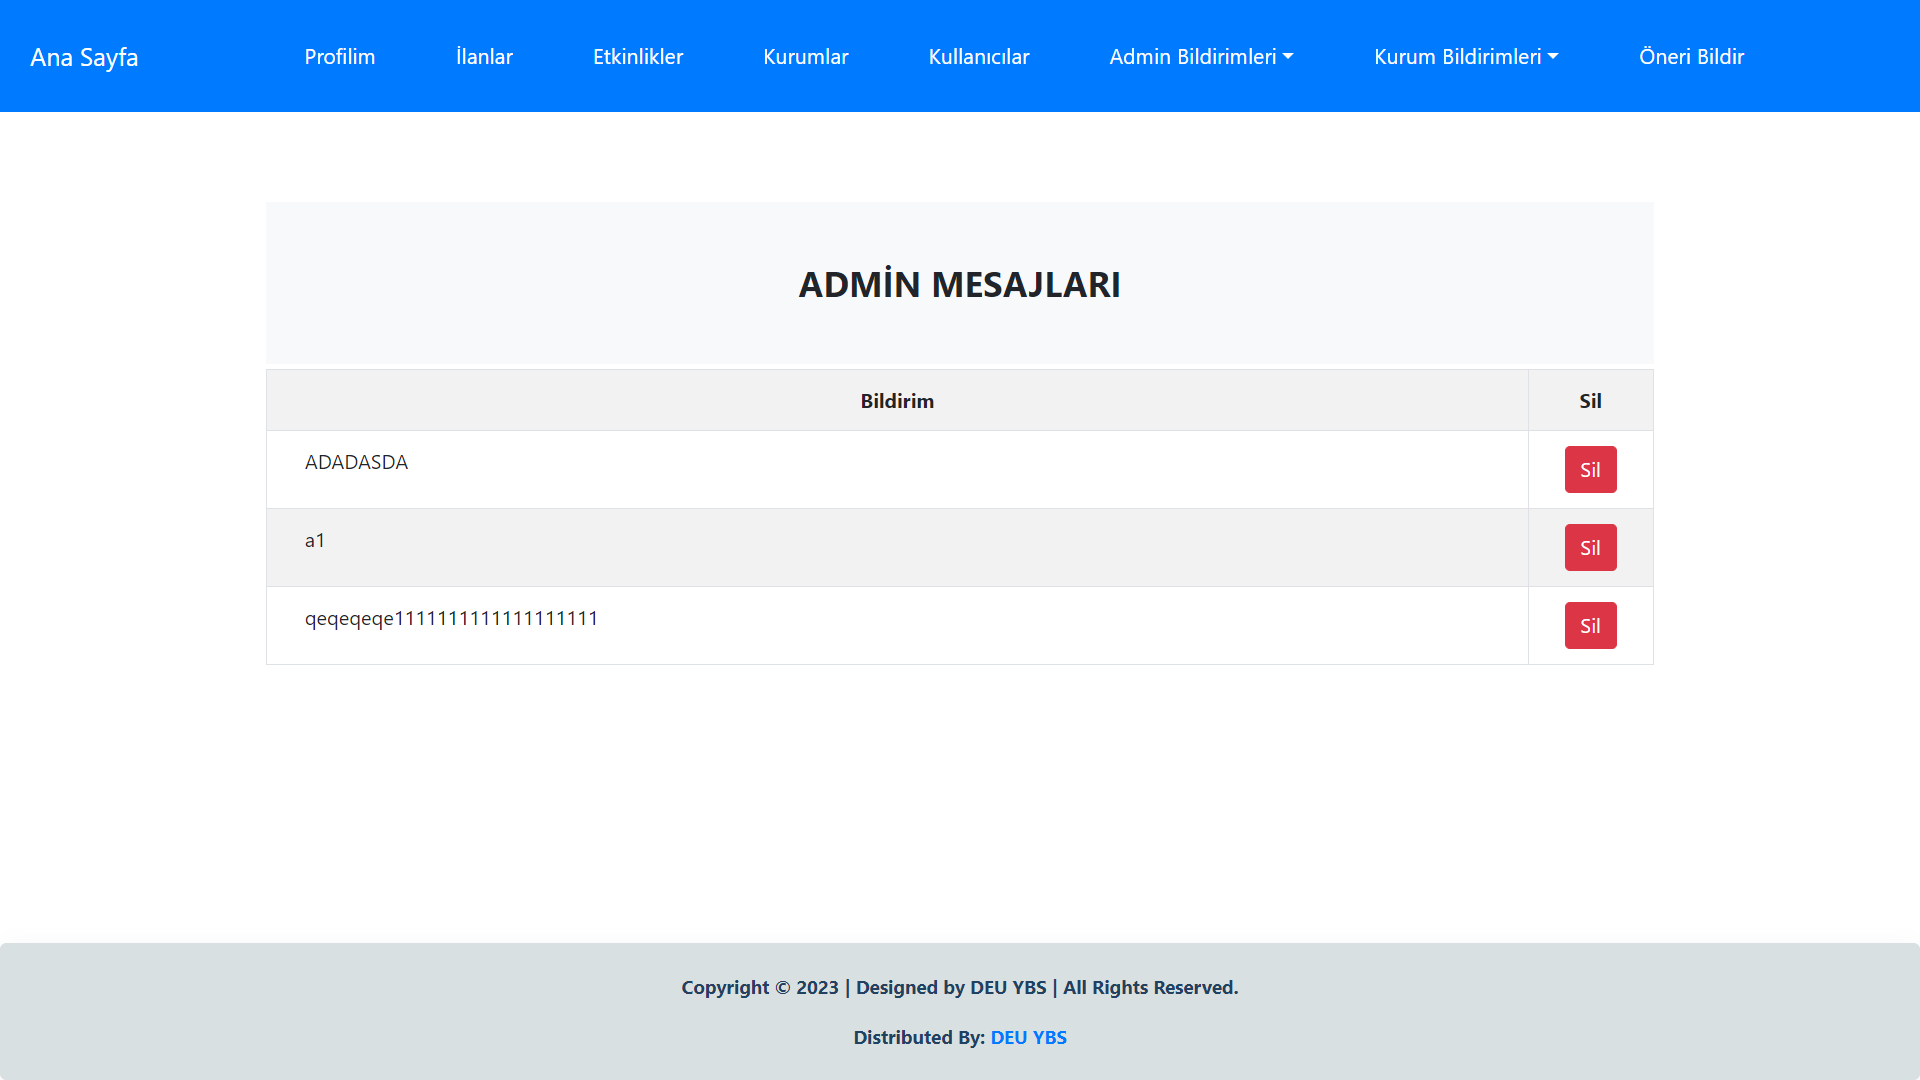 Ana Sayfa Profilim İlanlar Etkinlikler Kurumlar Kullanıcılar Admin Bildirimleri Kurum Bildirimleri Öneri Bildir
ADMİN MESAJLARI
Bildirim Sil
ADADASDA Sil
a1 Sil
qeqeqeqe1111111111111111111 Sil
Copyright © 2023 | Designed by DEU YBS | All Rights Reserved.
Distributed By: DEU YBS